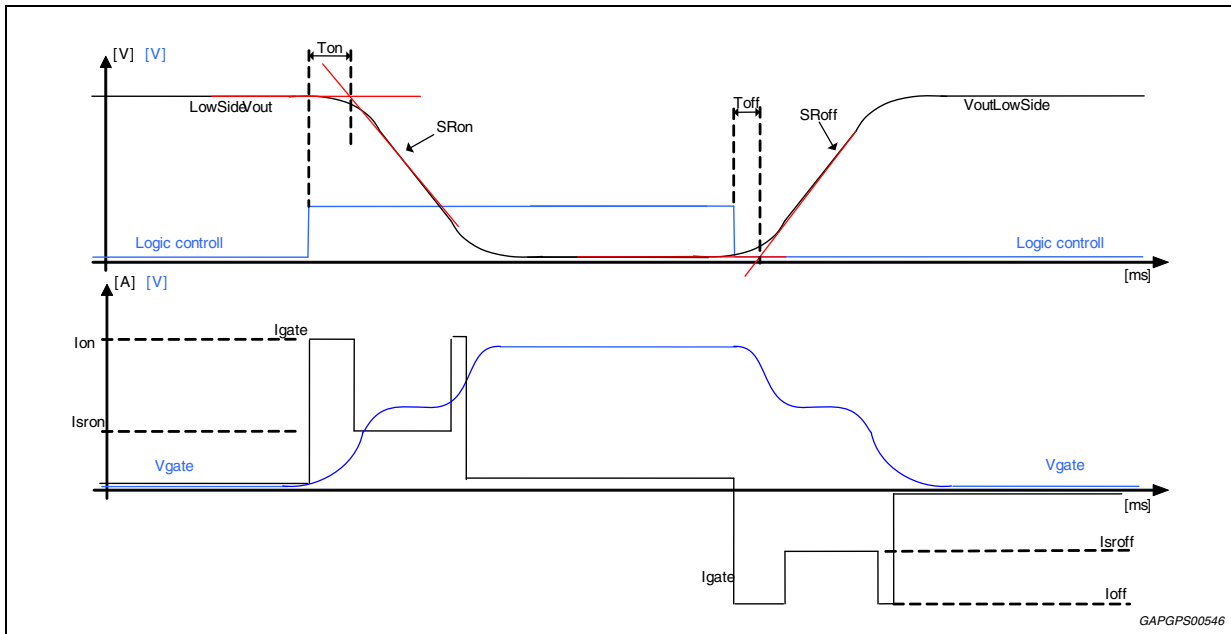 [V] [V]
Ton
LowSideVout
SRon
Toff
SRoff
VoutLowSide
Logic controll
Logic controll
[ms]
[A] [V]
Igate
Ion
Isron
Vgate
Vgate
[ms]
Isroff
Igate
Ioff
GAPGPS00546